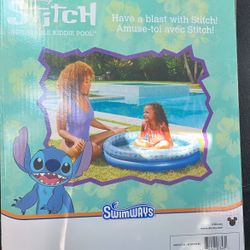 STITCH
INFLATABLE KIDDIE POOL
Have a blast with Stitch!
Amuse-toi avec Stitch!
SWIMWAYS